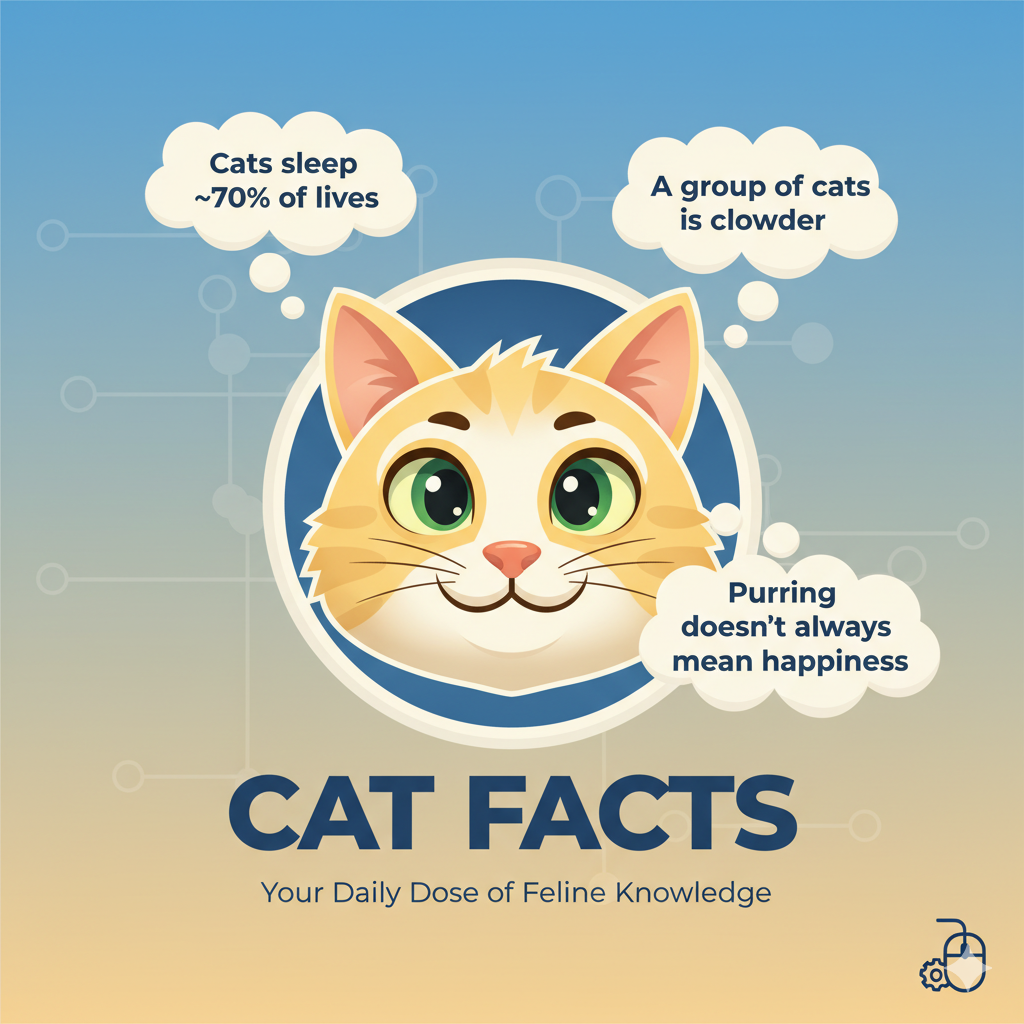 Cats sleep
~70% of lives
A group of cats
is clowder
Purring
doesn't always
mean happiness
CAT FACTS
Your Daily Dose of Feline Knowledge